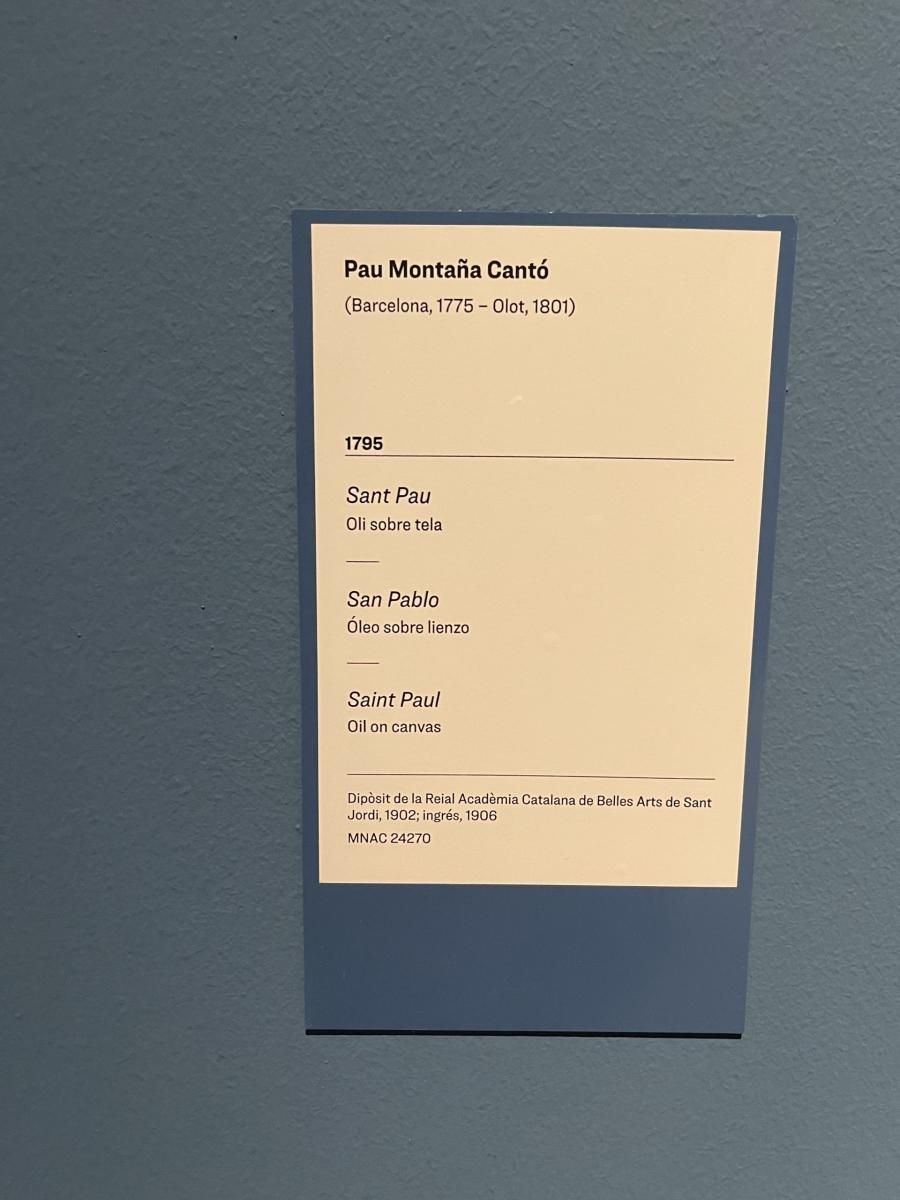 Pau Montaña Cantó
(Barcelona, 1775 – Olot, 1801)
1795
Sant Pau
Oli sobre tela
San Pablo
Óleo sobre lienzo
Saint Paul
Oil on canvas
Dipòsit de la Reial Acadèmia Catalana de Belles Arts de Sant
Jordi, 1902; ingrés, 1906
MNAC 24270